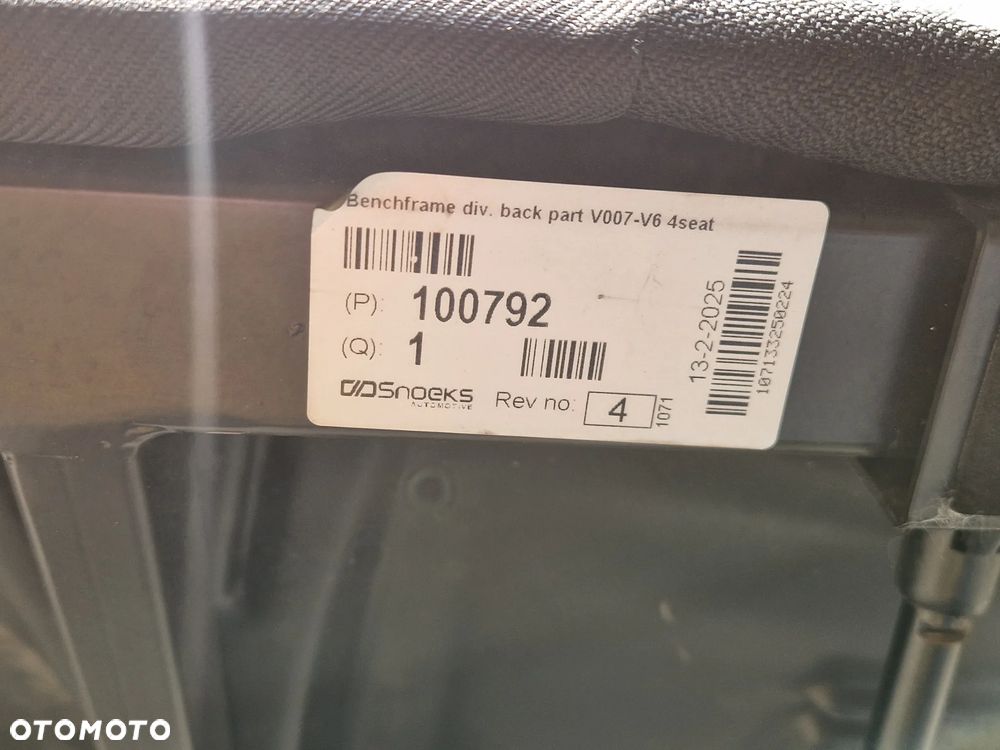 Benchframe div. back part V007-V6 4seat
(P): 100792
(Q): 1
Snoeks
AUTOMOTIVE
Rev no: 4
1071
13-2-2025
107133250224
OTOMOTO